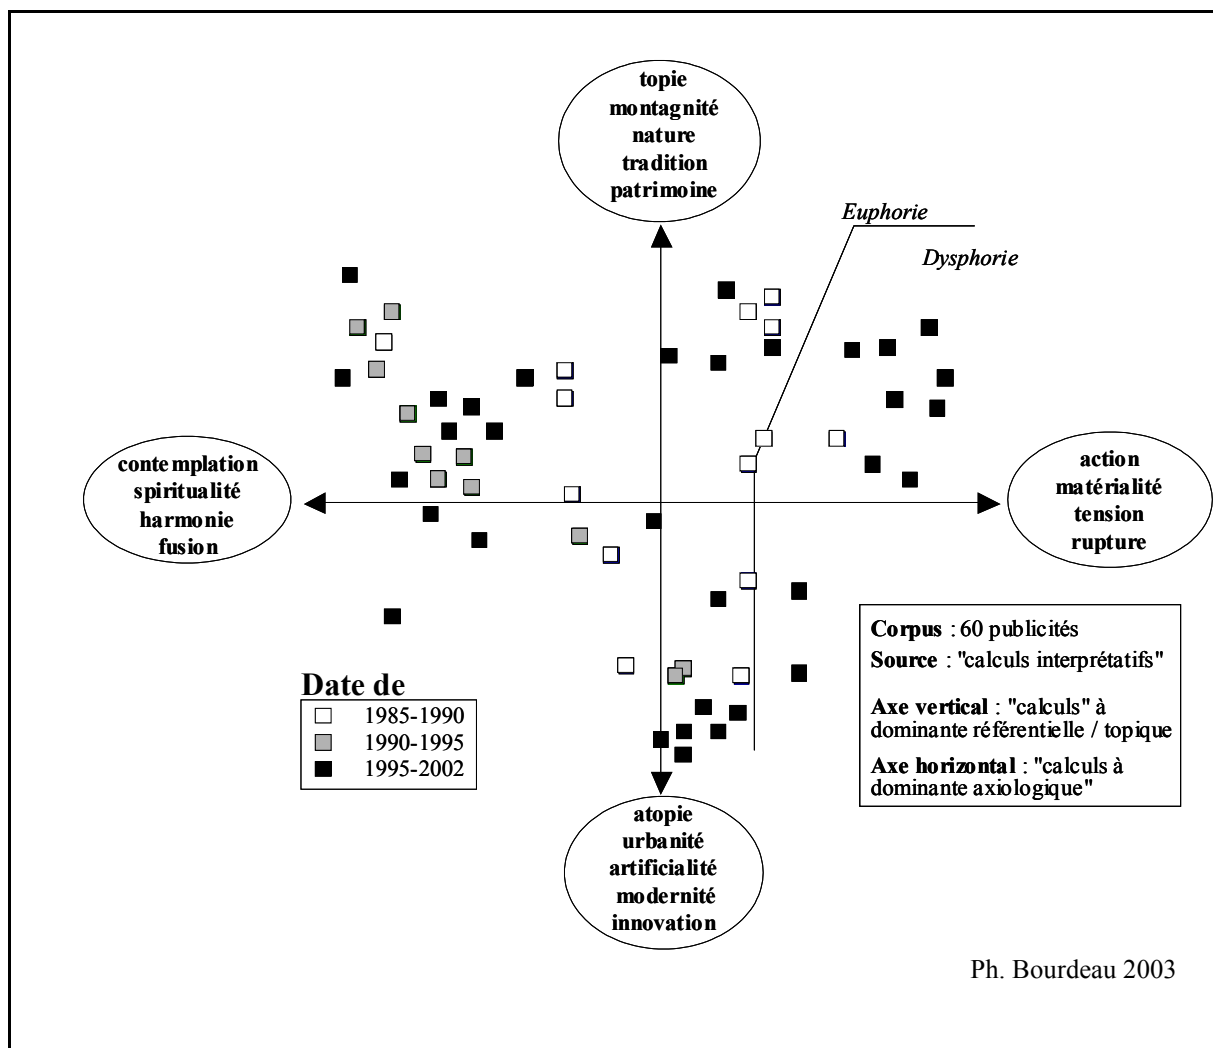 topie
montagnité
nature
tradition
patrimoine
Euphorie
Dysphorie
contemplation
spiritualité
harmonie
fusion
action
matérialité
tension
rupture
Corpus : 60 publicités
Source : "calculs interprétatifs"
Axe vertical : "calculs" à
dominante référentielle / topique
Axe horizontal : "calculs à
dominante axiologique"
Date de
1985-1990
1990-1995
1995-2002
atopie
urbanité
artificialité
modernité
innovation
Ph. Bourdeau 2003